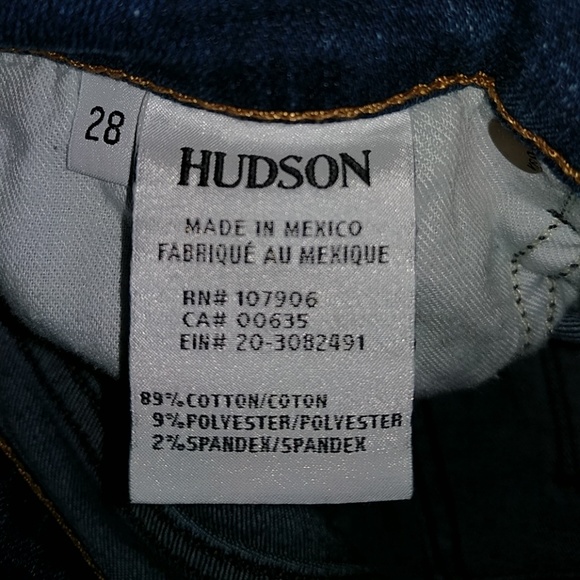 28
HUDSON
MADE IN MEXICO
FABRIQUÉ AU MEXIQUE
RN# 107906
CA# 00635
EIN# 20-3082491
89% COTTON/COTON
9% POLYESTER/POLYESTER
2% SPANDEX/SPANDEX